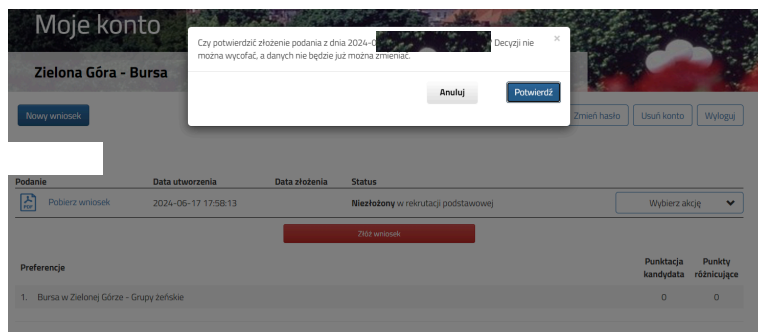 Moje konto
Czy potwierdzić złożenie podania z dnia 2024-0 ? Decyzji nie
można wycofać, a danych nie będzie już można zmieniać.
×
Zielona Góra - Bursa
Anuluj Potwierdź
Nowy wniosek Zmień hasło Usuń konto Wyloguj
Podanie Data utworzenia Data złożenia Status
PDF Pobierz wniosek 2024-06-17 17:58:13 Niezłożony w rekrutacji podstawowej Wybierz akcję
Złóż wniosek
Preferencje Punktacja kandydata Punkty różnicujące
1. Bursa w Zielonej Górze - Grupy żeńskie 0 0